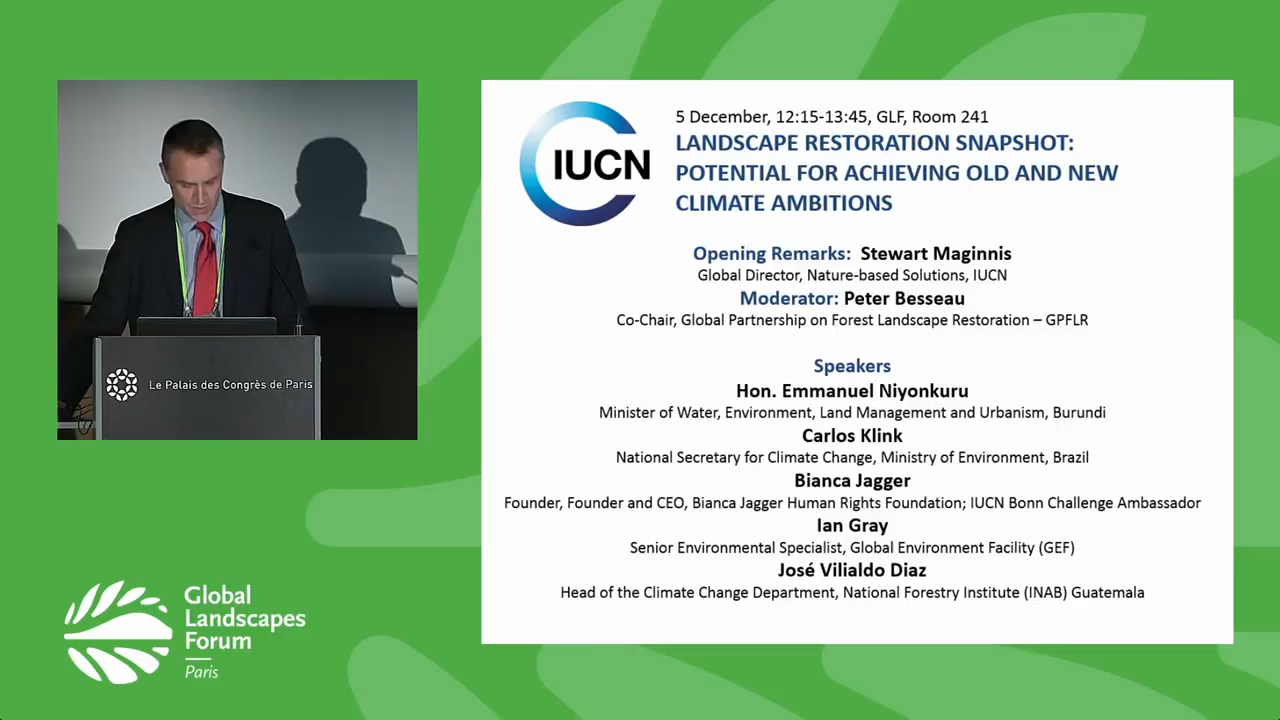 Le Palais des Congrès de Paris
Global
Landscapes
Forum
Paris
IUCN
5 December, 12:15-13:45, GLF, Room 241
LANDSCAPE RESTORATION SNAPSHOT:
POTENTIAL FOR ACHIEVING OLD AND NEW
CLIMATE AMBITIONS
Opening Remarks: Stewart Maginnis
Global Director, Nature-based Solutions, IUCN
Moderator: Peter Besseau
Co-Chair, Global Partnership on Forest Landscape Restoration – GPFLR
Speakers
Hon. Emmanuel Niyonkuru
Minister of Water, Environment, Land Management and Urbanism, Burundi
Carlos Klink
National Secretary for Climate Change, Ministry of Environment, Brazil
Bianca Jagger
Founder, Founder and CEO, Bianca Jagger Human Rights Foundation; IUCN Bonn Challenge Ambassador
Ian Gray
Senior Environmental Specialist, Global Environment Facility (GEF)
José Vilialdo Diaz
Head of the Climate Change Department, National Forestry Institute (INAB) Guatemala